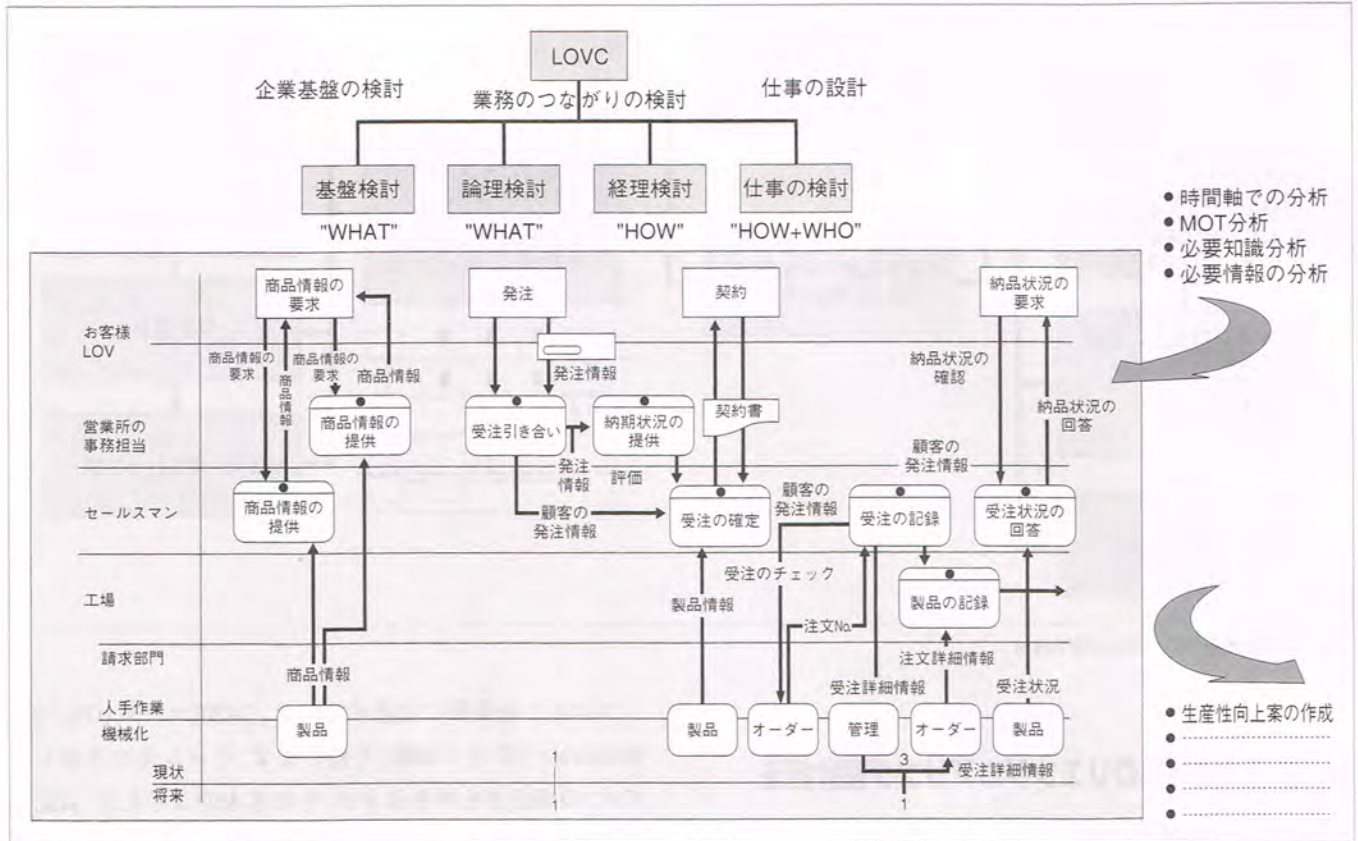 LOVC
企業基盤の検討
業務のつながりの検討
仕事の設計
基盤検討
論理検討
経理検討
仕事の検討
"WHAT"
"WHAT"
"HOW"
"HOW+WHO"
● 時間軸での分析
● MOT分析
● 必要知識分析
● 必要情報の分析
商品情報の
要求
発注
契約
納品状況の
要求
お客様
LOV
商品情報の
要求
商品情報
商品情報の
要求
商品情報
発注情報
納品状況の
確認
営業所の
事務担当
商品情報の
提供
受注引き合い
納期状況の
提供
契約書
納品状況の
回答
発注
情報
評価
顧客の
発注情報
セールスマン
商品情報の
提供
顧客の
発注情報
受注の確定
顧客の
発注情報
受注の記録
受注状況の
回答
工場
受注のチェック
製品情報
製品の記録
注文No.
請求部門
商品情報
注文詳細情報
受注詳細情報
受注状況
人手作業
機械化
製品
製品
オーダー
管理
オーダー
製品
受注詳細情報
現状
1
3
将来
1
1
● 生産性向上案の作成
● ........................
● ........................
● ........................
● ........................